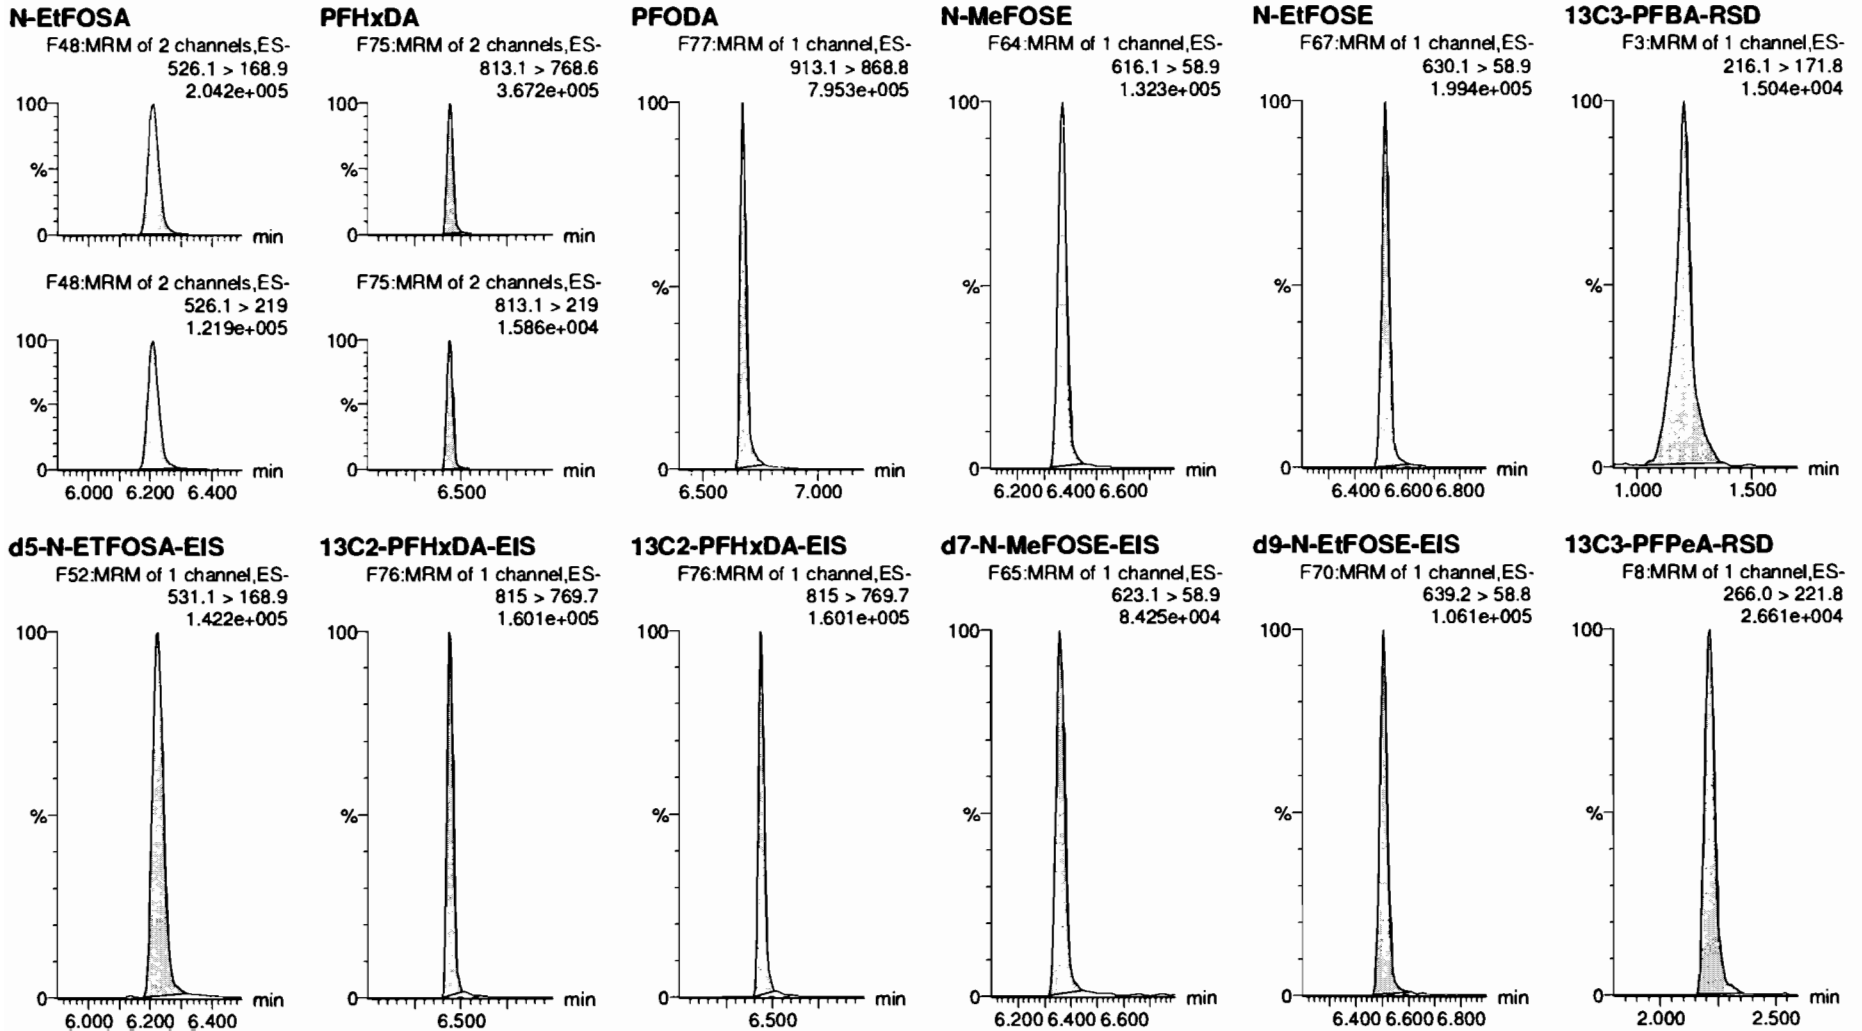 N-EtFOSA
F48:MRM of 2 channels,ES-
526.1 > 168.9
2.042e+005
100
%
0
min
F48:MRM of 2 channels,ES-
526.1 > 219
1.219e+005
100
%
0
min
6.000 6.200 6.400
PFHxDA
F75:MRM of 2 channels,ES-
813.1 > 768.6
3.672e+005
100
%
0
min
F75:MRM of 2 channels,ES-
813.1 > 219
1.586e+004
100
%
0
min
6.500
PFODA
F77:MRM of 1 channel,ES-
913.1 > 868.8
7.953e+005
100
%
0
min
6.500 7.000
N-MeFOSE
F64:MRM of 1 channel,ES-
616.1 > 58.9
1.323e+005
100
%
0
min
6.200 6.400 6.600
N-EtFOSE
F67:MRM of 1 channel,ES-
630.1 > 58.9
1.994e+005
100
%
0
min
6.400 6.600 6.800
13C3-PFBA-RSD
F3:MRM of 1 channel,ES-
216.1 > 171.8
1.504e+004
100
%
0
min
1.000 1.500
d5-N-ETFOSA-EIS
F52:MRM of 1 channel,ES-
531.1 > 168.9
1.422e+005
100
%
0
min
6.000 6.200 6.400
13C2-PFHxDA-EIS
F76:MRM of 1 channel,ES-
815 > 769.7
1.601e+005
100
%
0
min
6.500
13C2-PFHxDA-EIS
F76:MRM of 1 channel,ES-
815 > 769.7
1.601e+005
100
%
0
min
6.500
d7-N-MeFOSE-EIS
F65:MRM of 1 channel,ES-
623.1 > 58.9
8.425e+004
100
%
0
min
6.200 6.400 6.600
d9-N-EtFOSE-EIS
F70:MRM of 1 channel,ES-
639.2 > 58.8
1.061e+005
100
%
0
min
6.400 6.600 6.800
13C3-PFPeA-RSD
F8:MRM of 1 channel,ES-
266.0 > 221.8
2.661e+004
100
%
0
min
2.000 2.500